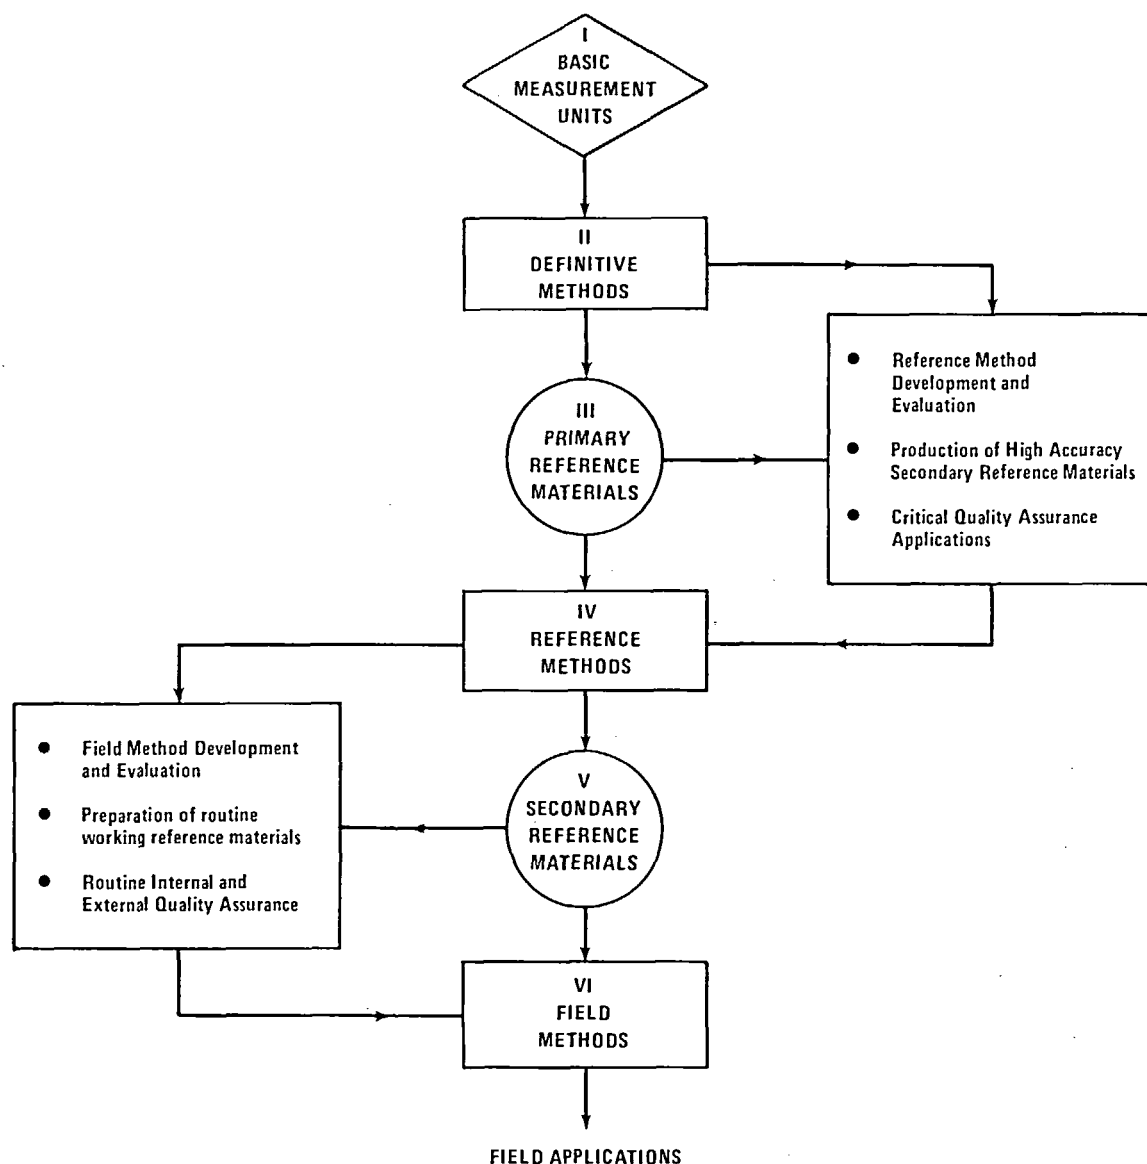 I
BASIC
MEASUREMENT
UNITS
II
DEFINITIVE
METHODS
III
PRIMARY
REFERENCE
MATERIALS
● Reference Method
Development and
Evaluation
● Production of High Accuracy
Secondary Reference Materials
● Critical Quality Assurance
Applications
IV
REFERENCE
METHODS
● Field Method Development
and Evaluation
● Preparation of routine
working reference materials
● Routine Internal and
External Quality Assurance
V
SECONDARY
REFERENCE
MATERIALS
VI
FIELD
METHODS
FIELD APPLICATIONS